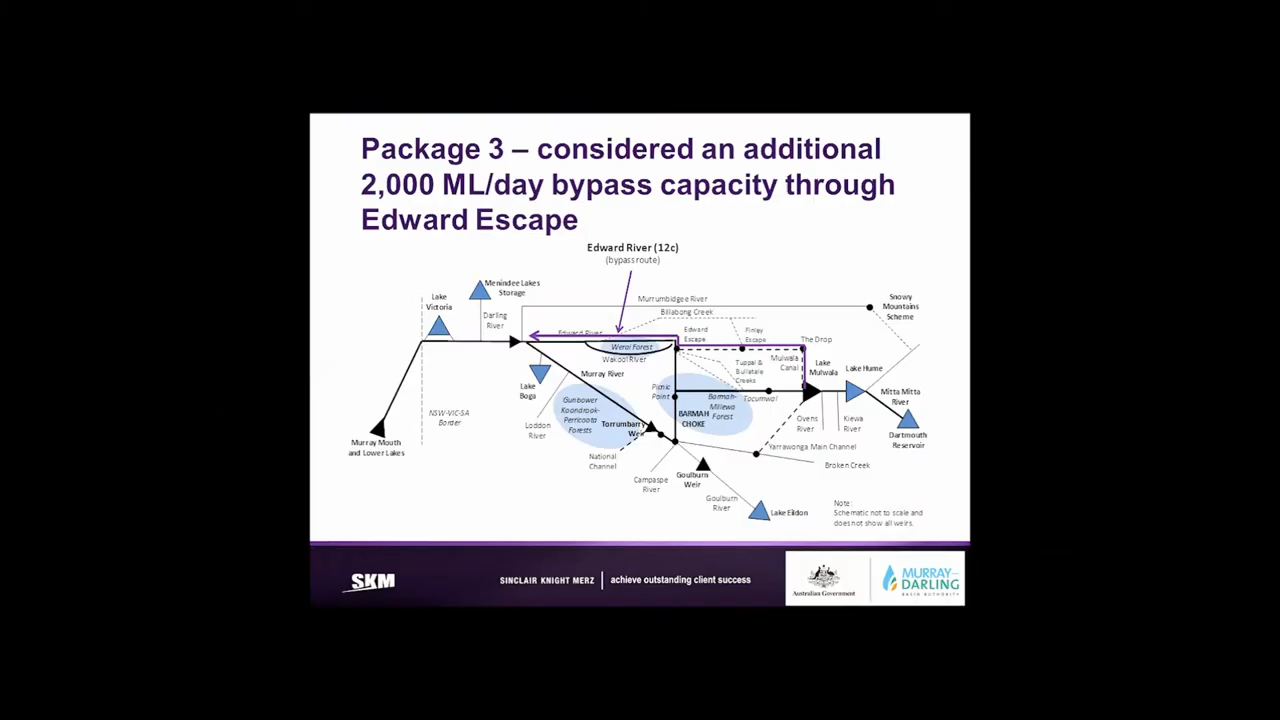 Package 3 – considered an additional
2,000 ML/day bypass capacity through
Edward Escape
Edward River (12c)
(bypass route)
Menindee Lakes
Storage
Lake
Victoria
Darling
River
Murrumbidgee River
Billabong Creek
Snowy
Mountains
Scheme
Edward River
Edward
Escape
Finley
Escape
The Drop
Werai Forest
Wakool River
Mulwala
Canal
Lake
Mulwala
Lake Hume
Tuppal &
Bullatale
Creeks
Murray River
Lake
Boga
Picnic
Point
Barmah-
Millewa
Forest
Tocumwal
Mitta Mitta
River
Gunbower
Koondrook-
Perricoota
Forests
NSW-VIC-SA
Border
Loddon
River
Torrumbarry
Weir
BARMAH
CHOKE
Ovens
River
Kiewa
River
Dartmouth
Reservoir
Murray Mouth
and Lower Lakes
National
Channel
Yarrawonga Main Channel
Broken Creek
Campaspe
River
Goulburn
Weir
Goulburn
River
Lake Eildon
Note:
Schematic not to scale and
does not show all weirs.
SKM
SINCLAIR KNIGHT MERZ
achieve outstanding client success
Australian Government
MURRAY–
DARLING
BASIN AUTHORITY